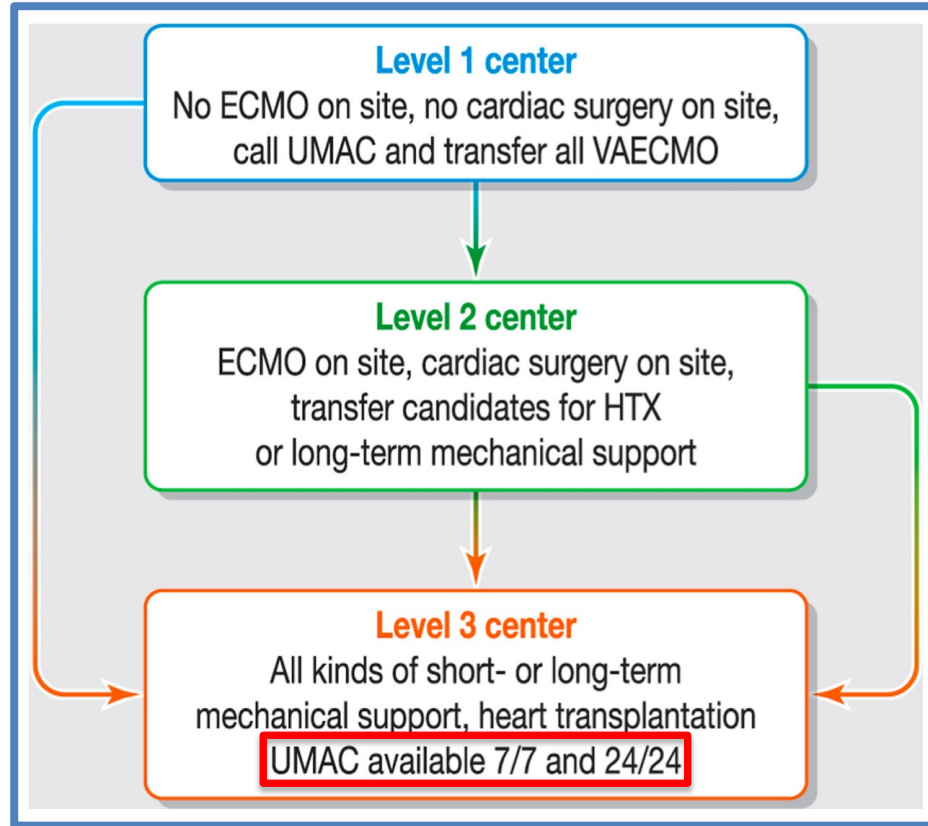 Level 1 center
No ECMO on site, no cardiac surgery on site,
call UMAC and transfer all VAECMO
Level 2 center
ECMO on site, cardiac surgery on site,
transfer candidates for HTX
or long-term mechanical support
Level 3 center
All kinds of short- or long-term
mechanical support, heart transplantation
UMAC available 7/7 and 24/24